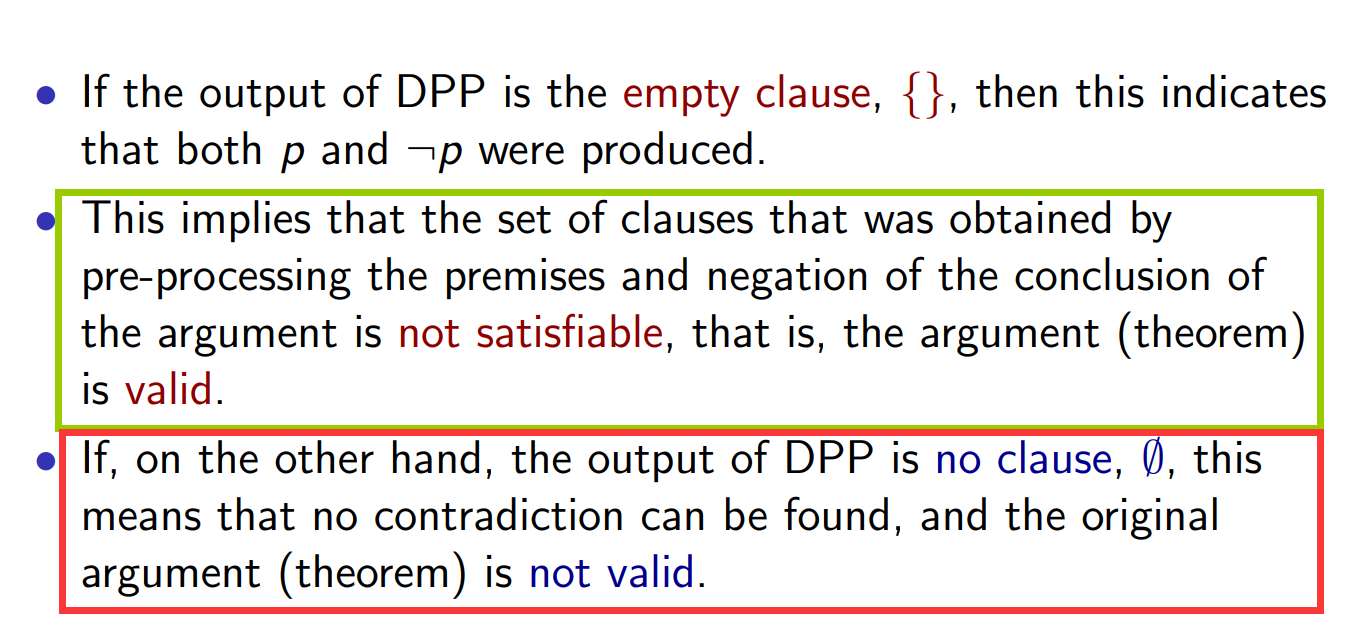 • If the output of DPP is the empty clause, {}, then this indicates
that both p and ¬p were produced.
• This implies that the set of clauses that was obtained by
pre-processing the premises and negation of the conclusion of
the argument is not satisfiable, that is, the argument (theorem)
is valid.
• If, on the other hand, the output of DPP is no clause, ∅, this
means that no contradiction can be found, and the original
argument (theorem) is not valid.